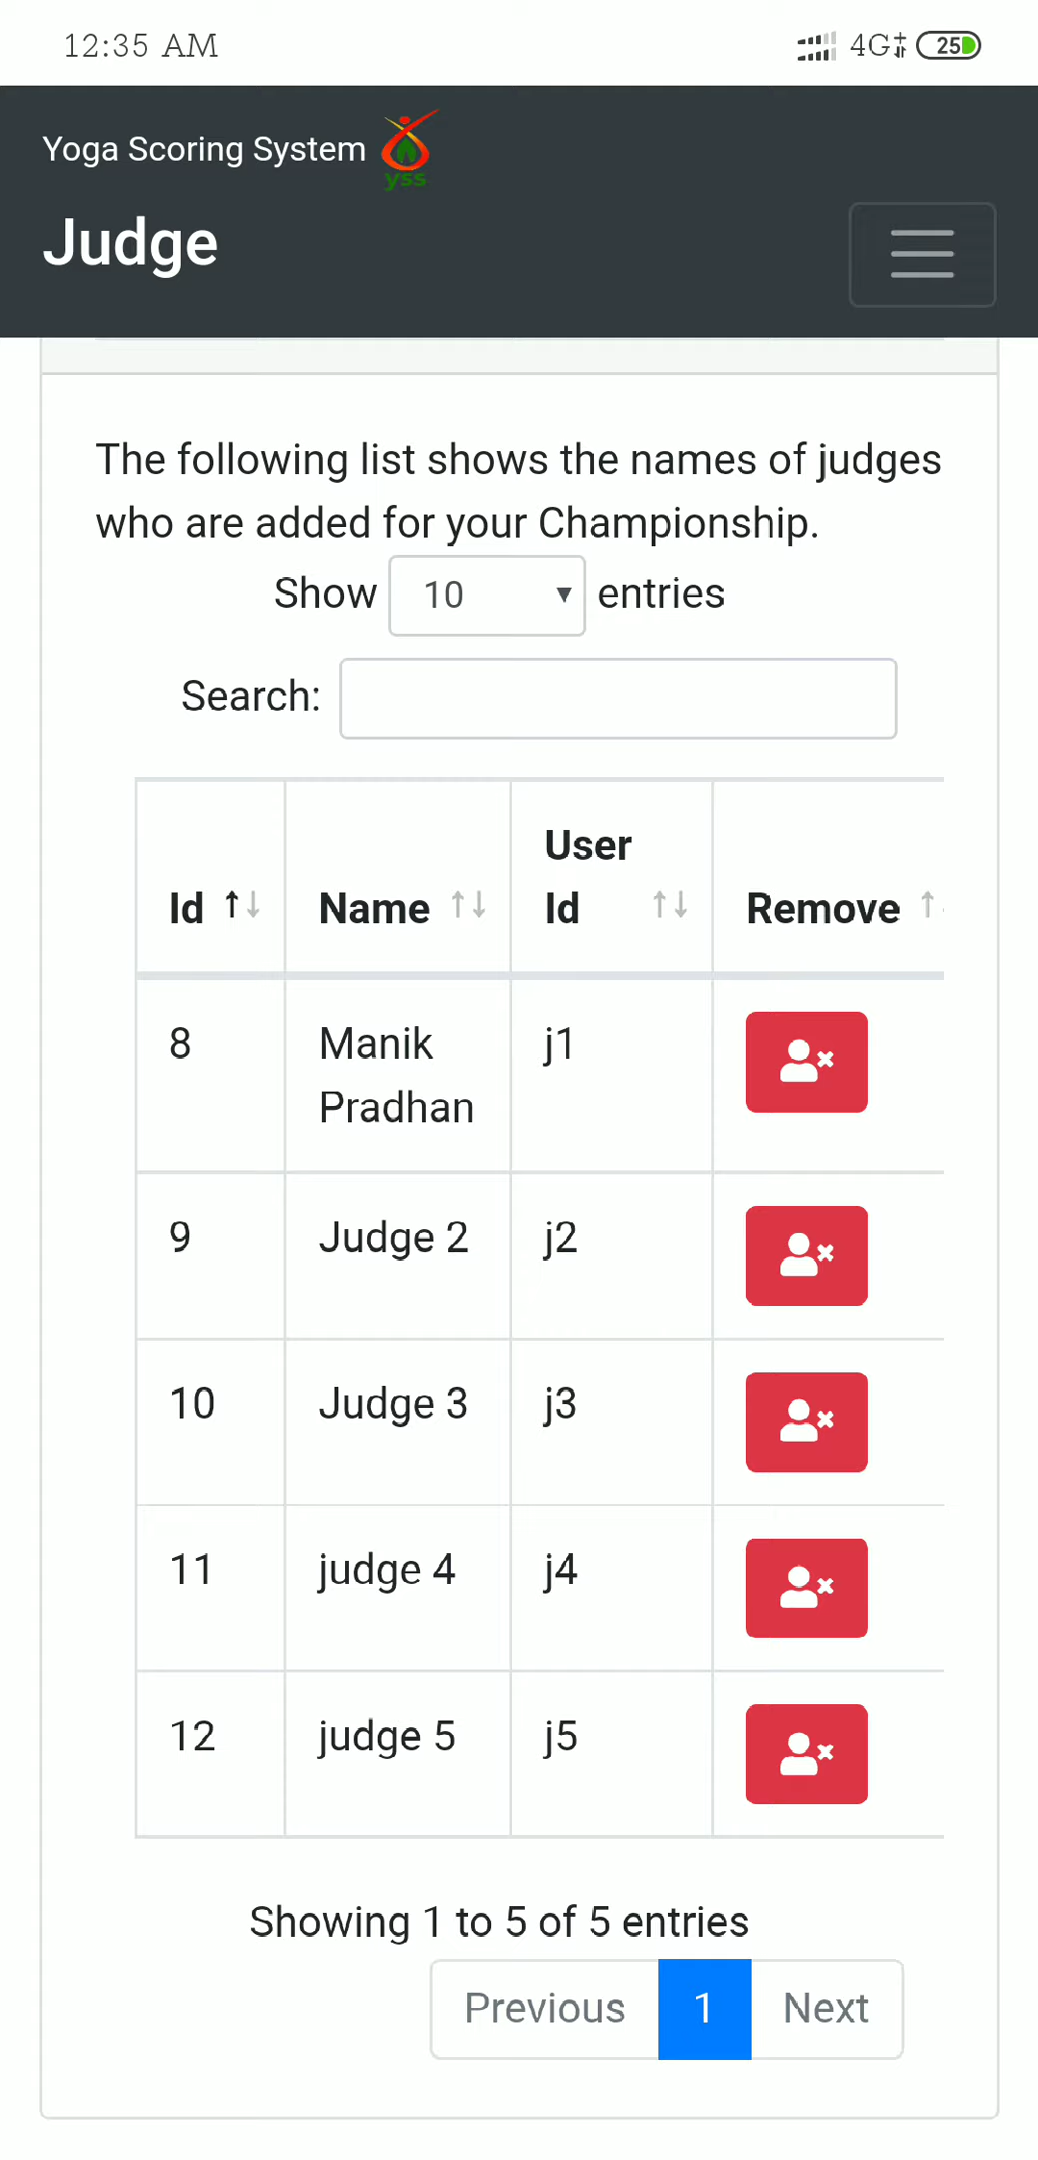 12:35 AM 4G 25
Yoga Scoring System
yss
Judge
The following list shows the names of judges
who are added for your Championship.
Show 10 entries
Search:
Id Name User Id Remove
8 Manik Pradhan j1
9 Judge 2 j2
10 Judge 3 j3
11 judge 4 j4
12 judge 5 j5
Showing 1 to 5 of 5 entries
Previous 1 Next